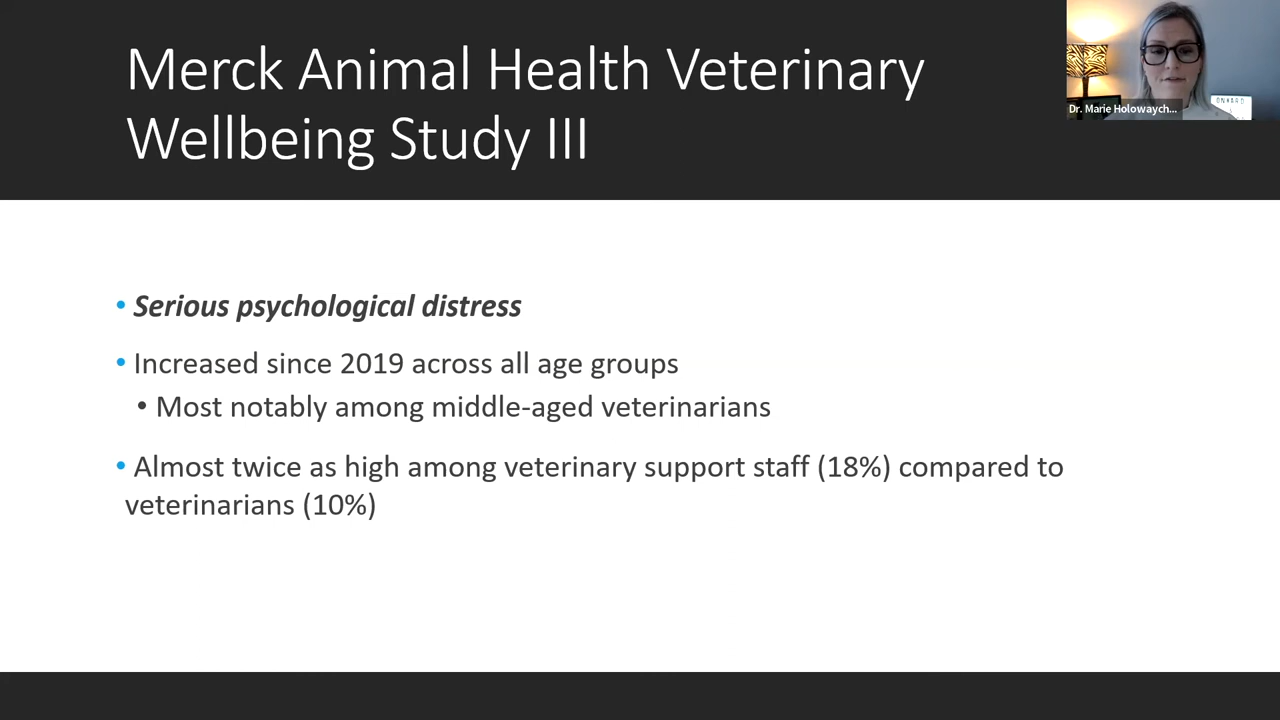 Merck Animal Health Veterinary
Wellbeing Study III
Dr. Marie Holowaych...
• Serious psychological distress
• Increased since 2019 across all age groups
• Most notably among middle-aged veterinarians
• Almost twice as high among veterinary support staff (18%) compared to
veterinarians (10%)